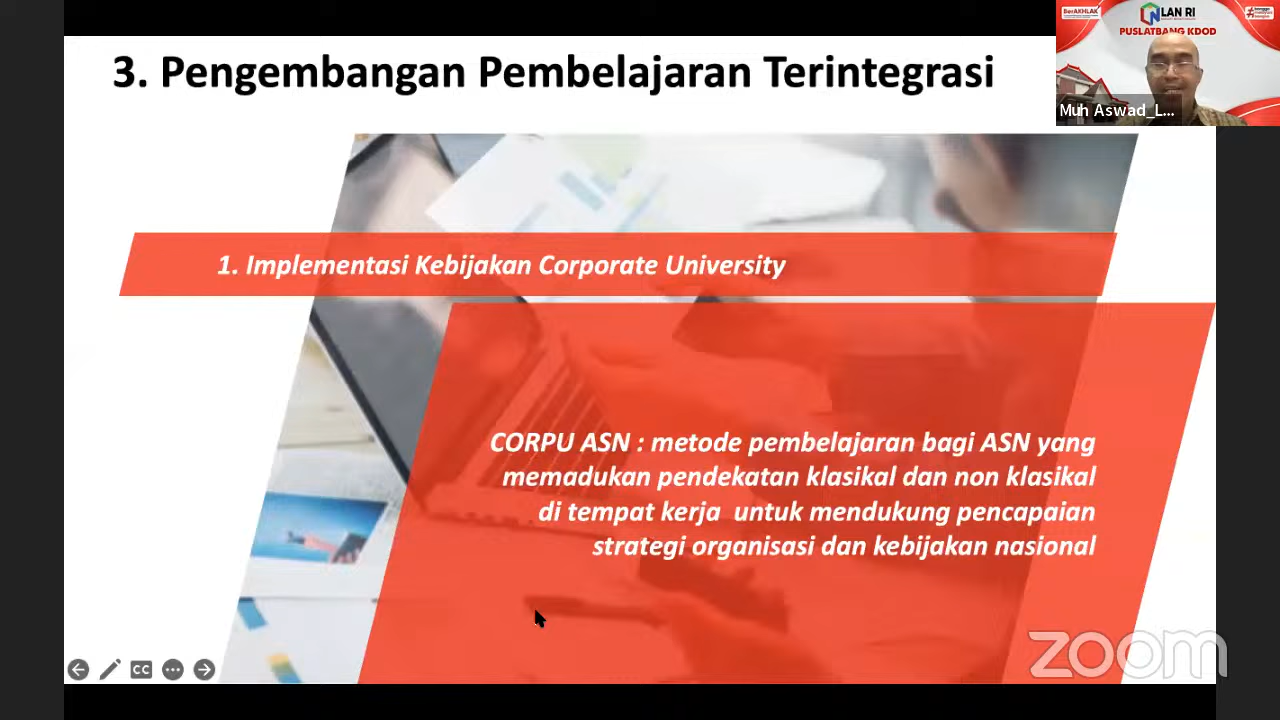 3. Pengembangan Pembelajaran Terintegrasi
BerAKHLAK
LAN RI
PUSLATBANG KDOD
Muh Aswad_L...
1. Implementasi Kebijakan Corporate University
CORPU ASN : metode pembelajaran bagi ASN yang
memadukan pendekatan klasikal dan non klasikal
di tempat kerja untuk mendukung pencapaian
strategi organisasi dan kebijakan nasional
CC
zoom